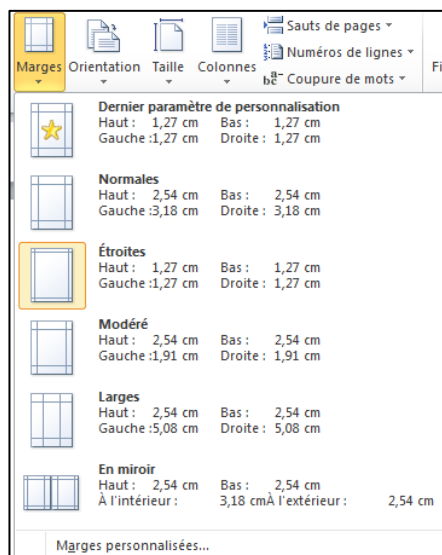 Marges Orientation Taille Colonnes
Sauts de pages
Numéros de lignes
Coupure de mots
Dernier paramètre de personnalisation
Haut : 1,27 cm Bas : 1,27 cm
Gauche :1,27 cm Droite : 1,27 cm
Normales
Haut : 2,54 cm Bas : 2,54 cm
Gauche :3,18 cm Droite : 3,18 cm
Étroites
Haut : 1,27 cm Bas : 1,27 cm
Gauche :1,27 cm Droite : 1,27 cm
Modéré
Haut : 2,54 cm Bas : 2,54 cm
Gauche :1,91 cm Droite : 1,91 cm
Larges
Haut : 2,54 cm Bas : 2,54 cm
Gauche :5,08 cm Droite : 5,08 cm
En miroir
Haut : 2,54 cm Bas : 2,54 cm
À l'intérieur : 3,18 cmÀ l'extérieur : 2,54 cm
Marges personnalisées...